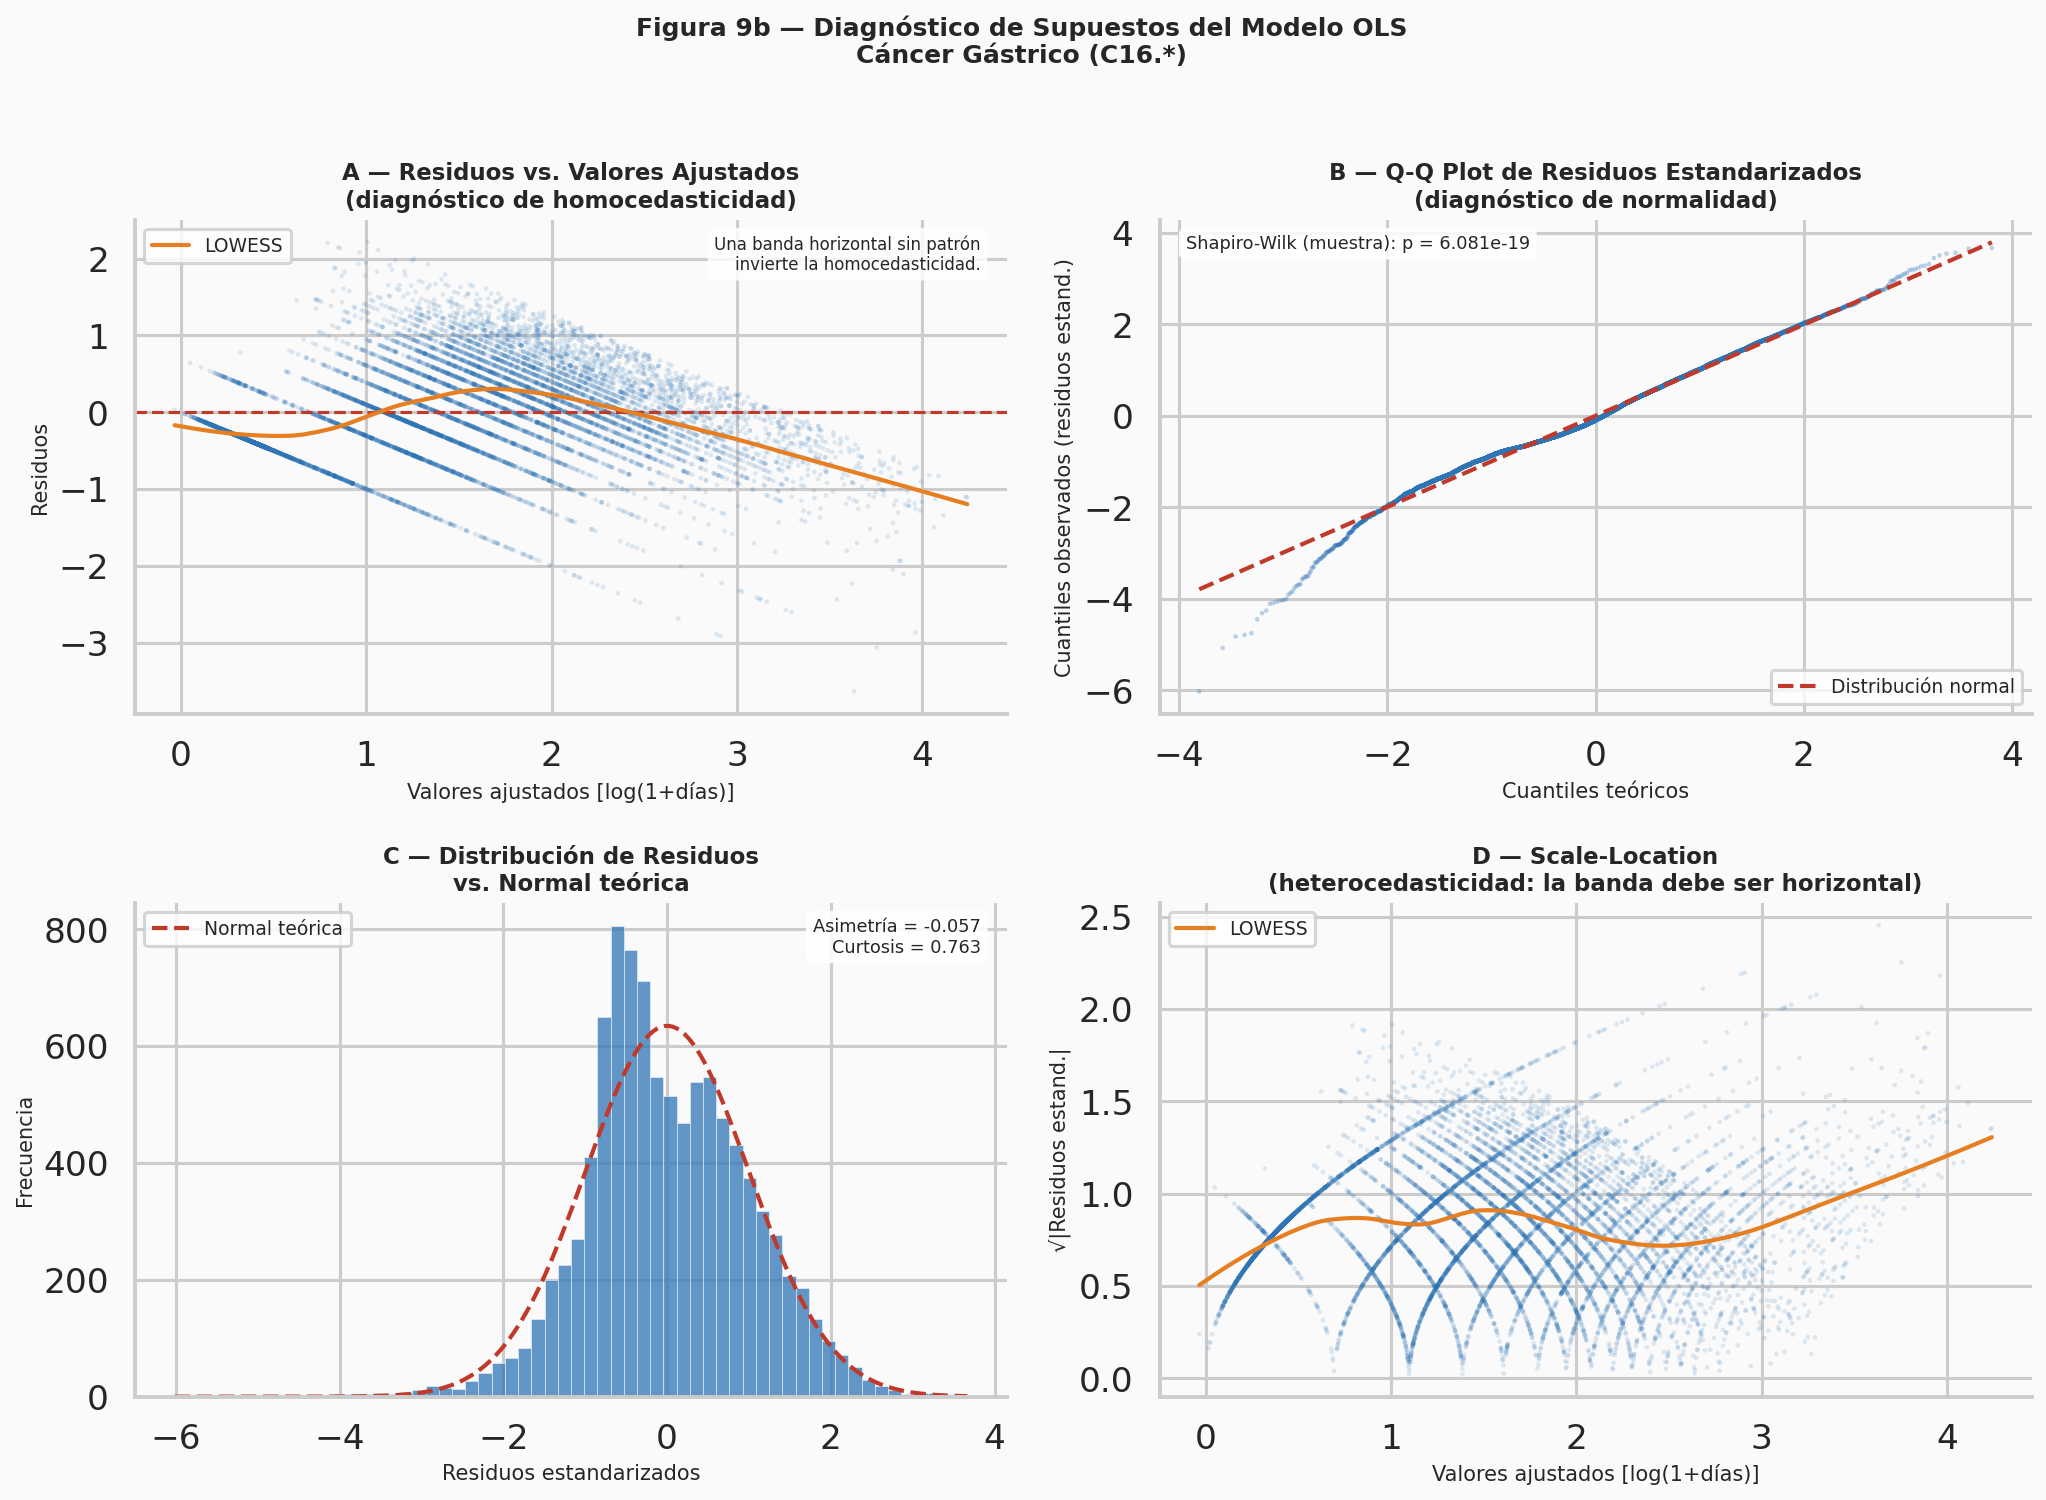 Figura 9b — Diagnóstico de Supuestos del Modelo OLS
Cáncer Gástrico (C16.*)
A — Residuos vs. Valores Ajustados
(diagnóstico de homocedasticidad)
LOWESS
Una banda horizontal sin patrón
invierte la homocedasticidad.
2
1
0
−1
−2
−3
Residuos
0 1 2 3 4
Valores ajustados [log(1+días)]
B — Q-Q Plot de Residuos Estandarizados
(diagnóstico de normalidad)
Shapiro-Wilk (muestra): p = 6.081e-19
4
2
0
−2
−4
−6
Cuantiles observados (residuos estand.)
Distribución normal
−4 −2 0 2 4
Cuantiles teóricos
C — Distribución de Residuos
vs. Normal teórica
Normal teórica
Asimetría = -0.057
Curtosis = 0.763
800
600
400
200
0
Frecuencia
−6 −4 −2 0 2 4
Residuos estandarizados
D — Scale-Location
(heterocedasticidad: la banda debe ser horizontal)
LOWESS
2.5
2.0
1.5
1.0
0.5
0.0
√|Residuos estand.|
0 1 2 3 4
Valores ajustados [log(1+días)]